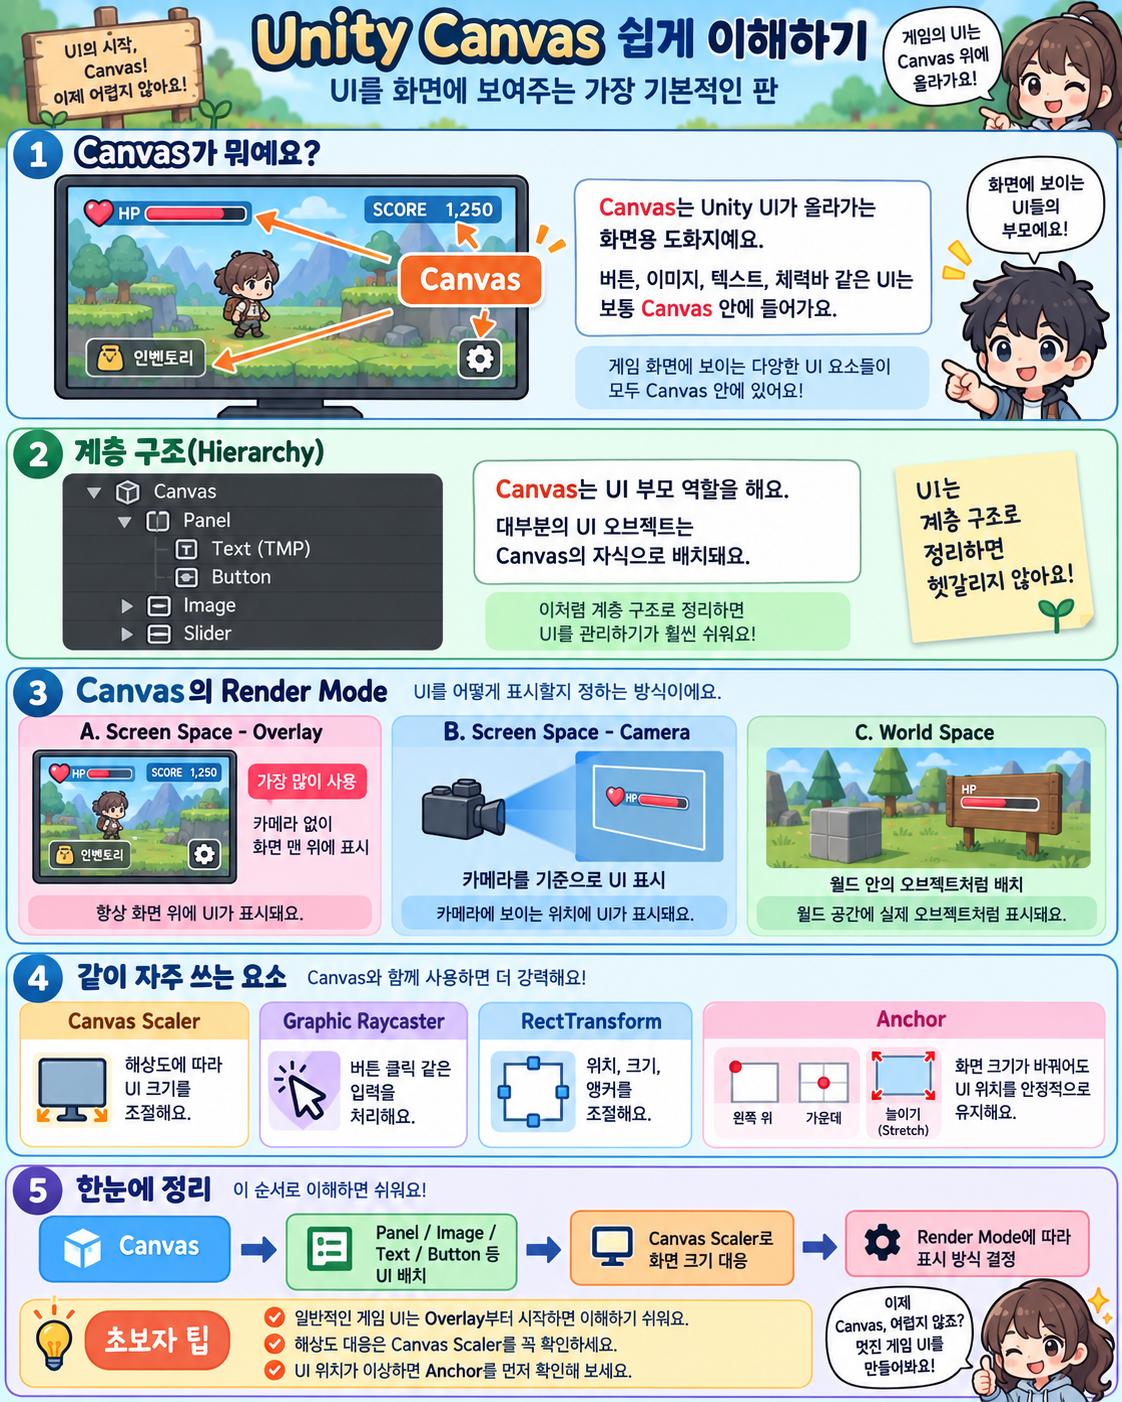 UI의 시작,
Canvas!
이제 어렵지 않아요!
Unity Canvas 쉽게 이해하기
UI를 화면에 보여주는 가장 기본적인 판
게임의 UI는
Canvas 위에
올라가요!
1 Canvas가 뭐예요?
HP
SCORE 1,250
Canvas
인벤토리
Canvas는 Unity UI가 올라가는
화면용 도화지예요.
버튼, 이미지, 텍스트, 체력바 같은 UI는
보통 Canvas 안에 들어가요.
게임 화면에 보이는 다양한 UI 요소들이
모두 Canvas 안에 있어요!
화면에 보이는
UI들의
부모에요!
2 계층 구조(Hierarchy)
Canvas
Panel
Text (TMP)
Button
Image
Slider
Canvas는 UI 부모 역할을 해요.
대부분의 UI 오브젝트는
Canvas의 자식으로 배치돼요.
이처럼 계층 구조로 정리하면
UI를 관리하기가 훨씬 쉬워요!
UI는
계층 구조로
정리하면
헷갈리지 않아요!
3 Canvas의 Render Mode
UI를 어떻게 표시할지 정하는 방식이에요.
A. Screen Space - Overlay
HP
SCORE 1,250
인벤토리
가장 많이 사용
카메라 없이
화면 맨 위에 표시
항상 화면 위에 UI가 표시돼요.
B. Screen Space - Camera
HP
카메라를 기준으로 UI 표시
카메라에 보이는 위치에 UI가 표시돼요.
C. World Space
HP
월드 안의 오브젝트처럼 배치
월드 공간에 실제 오브젝트처럼 표시돼요.
4 같이 자주 쓰는 요소
Canvas와 함께 사용하면 더 강력해요!
Canvas Scaler
해상도에 따라
UI 크기를
조절해요.
Graphic Raycaster
버튼 클릭 같은
입력을
처리해요.
RectTransform
위치, 크기,
앵커를
조절해요.
Anchor
왼쪽 위
가운데
늘이기
(Stretch)
화면 크기가 바뀌어도
UI 위치를 안정적으로
유지해요.
5 한눈에 정리
이 순서로 이해하면 쉬워요!
Canvas
Panel / Image /
Text / Button 등
UI 배치
Canvas Scaler로
화면 크기 대응
Render Mode에 따라
표시 방식 결정
초보자 팁
일반적인 게임 UI는 Overlay부터 시작하면 이해하기 쉬워요.
해상도 대응은 Canvas Scaler를 꼭 확인하세요.
UI 위치가 이상하면 Anchor를 먼저 확인해 보세요.
이제
Canvas, 어렵지 않죠?
멋진 게임 UI를
만들어봐요!